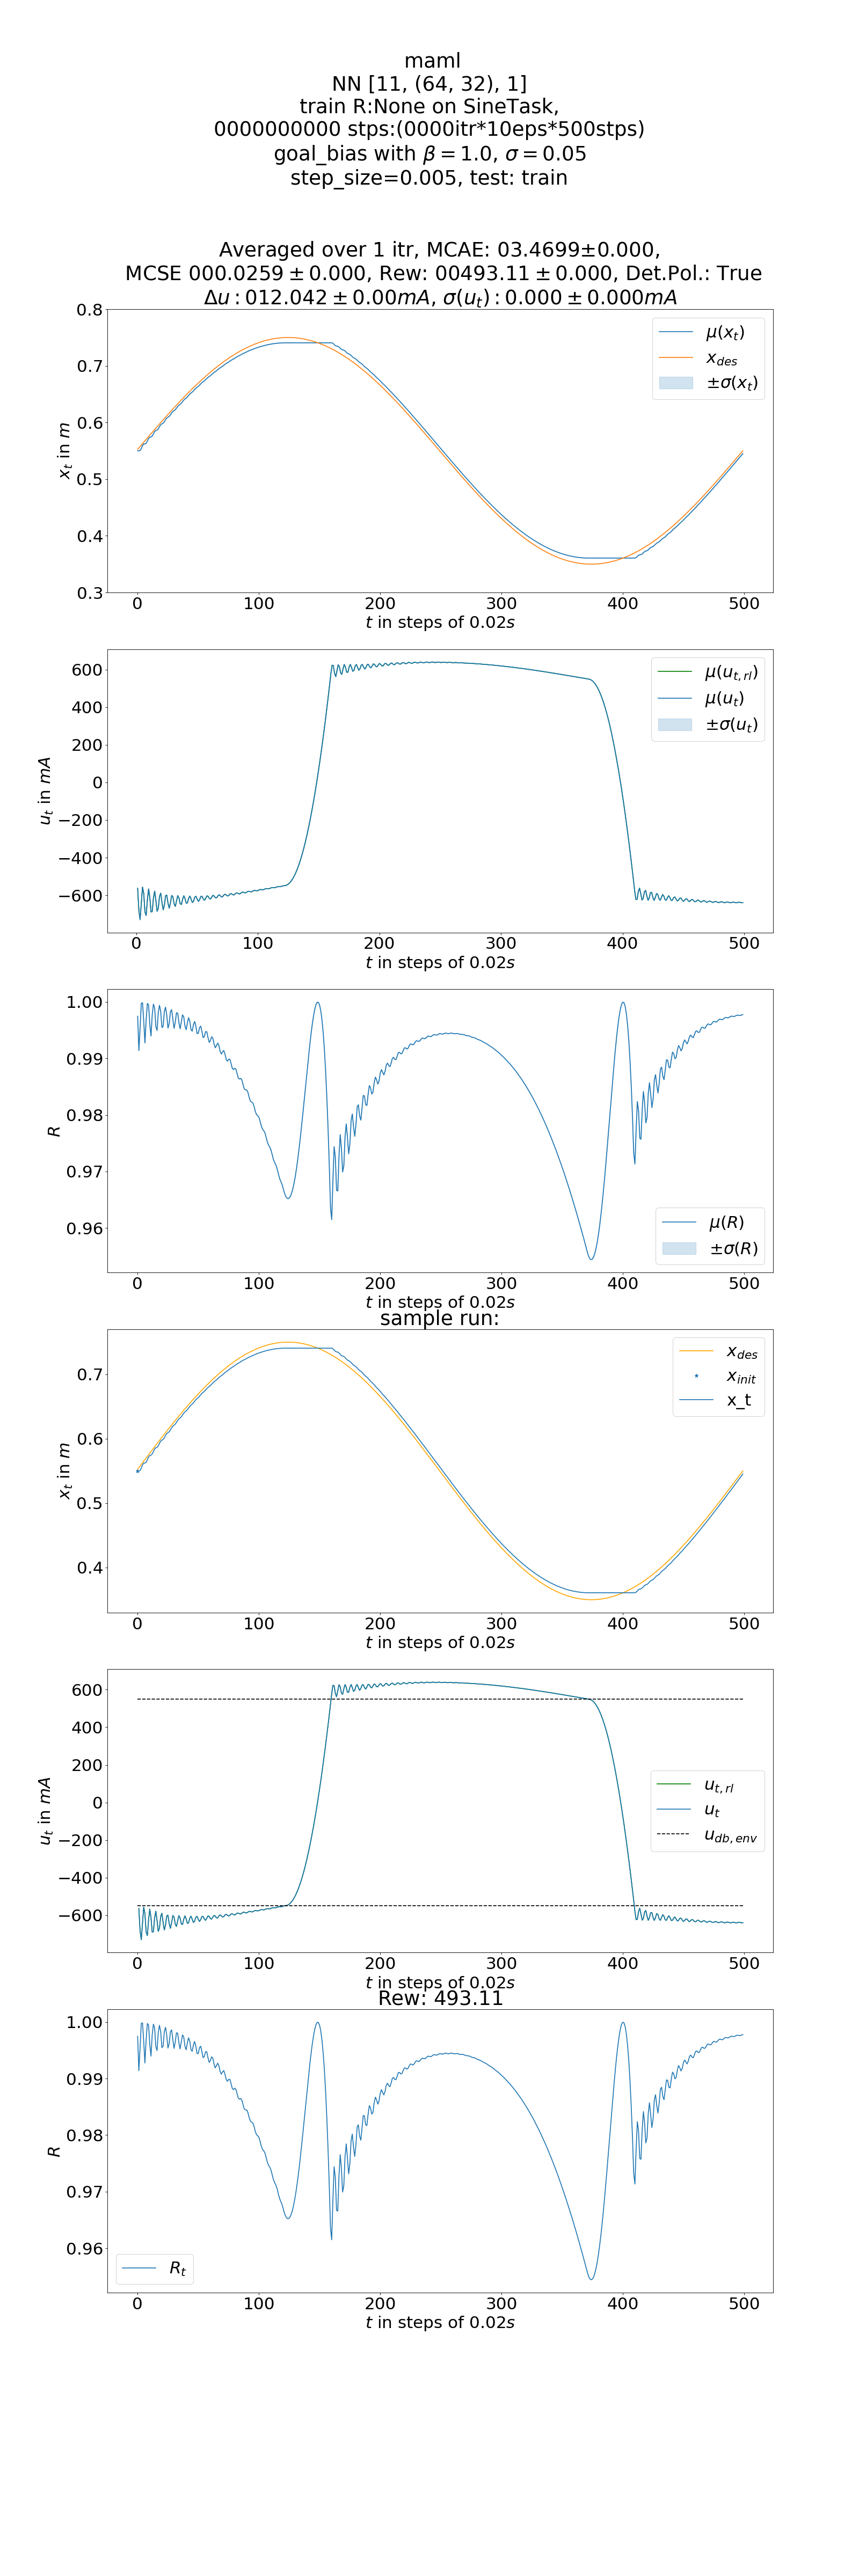 maml
NN [11, (64, 32), 1]
train R:None on SineTask,
0000000000 stps:(0000itr*10eps*500stps)
goal_bias with β = 1.0, σ = 0.05
step_size=0.005, test: train
Averaged over 1 itr, MCAE: 03.4699±0.000,
MCSE 000.0259 ± 0.000, Rew: 00493.11 ± 0.000, Det.Pol.: True
Δu : 012.042 ± 0.00mA, σ(u_t) : 0.000 ± 0.000mA
0.8
0.7
0.6
0.5
0.4
0.3
x_t in m
μ(x_t)
x_des
±σ(x_t)
0 100 200 300 400 500
t in steps of 0.02s
600
400
200
0
−200
−400
−600
u_t in mA
μ(u_t,rl)
μ(u_t)
±σ(u_t)
0 100 200 300 400 500
t in steps of 0.02s
1.00
0.99
0.98
0.97
0.96
R
μ(R)
±σ(R)
0 100 200 300 400 500
t in steps of 0.02s
sample run:
0.7
0.6
0.5
0.4
x_t in m
x_des
x_init
x_t
0 100 200 300 400 500
t in steps of 0.02s
600
400
200
0
−200
−400
−600
u_t in mA
u_t,rl
u_t
u_db,env
0 100 200 300 400 500
t in steps of 0.02s
Rew: 493.11
1.00
0.99
0.98
0.97
0.96
R
R_t
0 100 200 300 400 500
t in steps of 0.02s